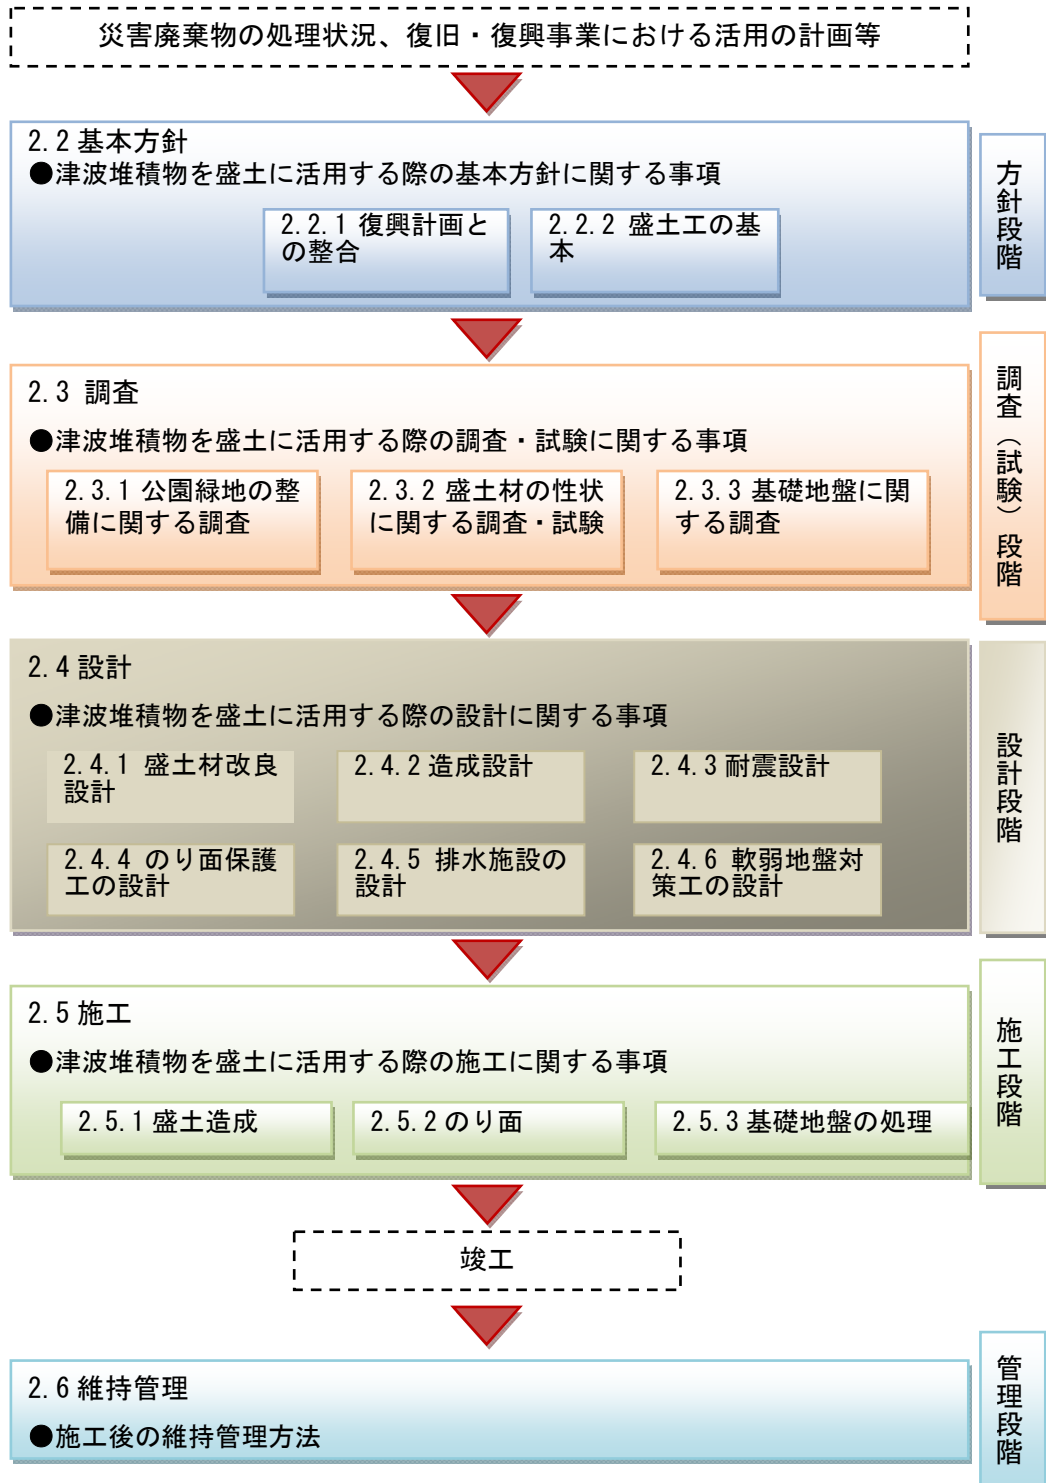 災害廃棄物の処理状況、復旧・復興事業における活用の計画等
2.2 基本方針
●津波堆積物を盛土に活用する際の基本方針に関する事項
2.2.1 復興計画と
の整合
2.2.2 盛土工の基
本
方針段階
2.3 調査
●津波堆積物を盛土に活用する際の調査・試験に関する事項
2.3.1 公園緑地の整
備に関する調査
2.3.2 盛土材の性状
に関する調査・試験
2.3.3 基礎地盤に関
する調査
調査（試験）段階
2.4 設計
●津波堆積物を盛土に活用する際の設計に関する事項
2.4.1 盛土材改良
設計
2.4.2 造成設計
2.4.3 耐震設計
2.4.4 のり面保護
工の設計
2.4.5 排水施設の
設計
2.4.6 軟弱地盤対
策工の設計
設計段階
2.5 施工
●津波堆積物を盛土に活用する際の施工に関する事項
2.5.1 盛土造成
2.5.2 のり面
2.5.3 基礎地盤の処理
施工段階
竣工
2.6 維持管理
●施工後の維持管理方法
管理段階